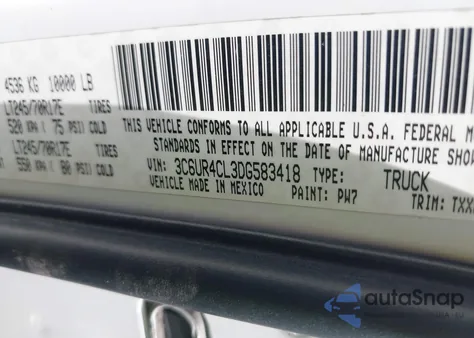 4536 KG 10000 LB
LT245/70R17E TIRES
520 KPA/ 75 PSI COLD
LT245/70R17E TIRES
550 KPA/ 80 PSI COLD
THIS VEHICLE CONFORMS TO ALL APPLICABLE U.S.A. FEDERAL M
STANDARDS IN EFFECT ON THE DATE OF MANUFACTURE SHO
VIN: 3C6UR4CL3DG583418 TYPE: TRUCK
VEHICLE MADE IN MEXICO PAINT: PW7 TRIM: TXX
autoSnap